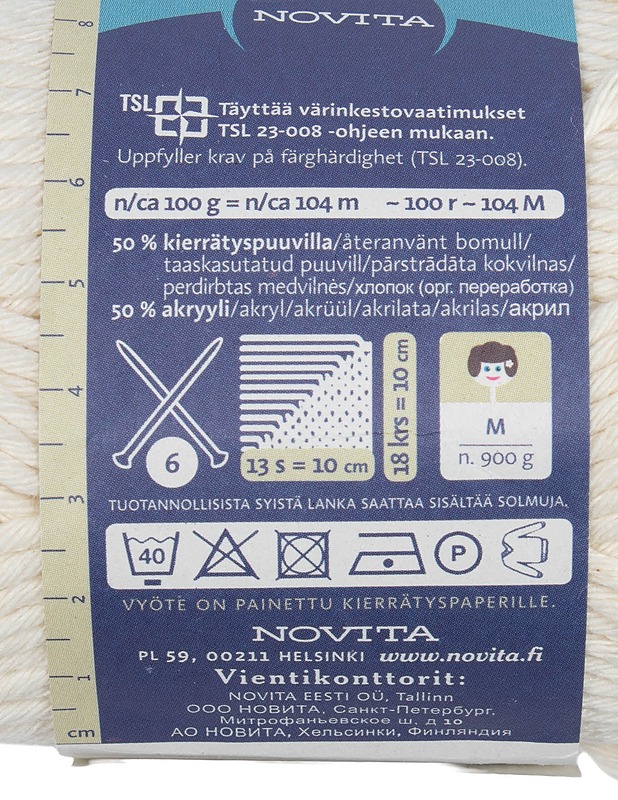 NOVITA
TSL Täyttää värinkestovaatimukset
TSL 23-008 -ohjeen mukaan.
Uppfyller krav på färghärdighet (TSL 23-008).
n/ca 100 g = n/ca 104 m ~ 100 r ~ 104 M
50 % kierrätyspuuvilla/återanvänt bomull/
taaskasutatud puuvill/pārstrādāta kokvilnas/
perdirbtas medvilnės/хлопок (орг. переработка)
50 % akryyli/akryl/akrüül/akrilata/akrilas/акрил
6
13 s = 10 cm
18 krs = 10 cm
M
n. 900 g
TUOTANNOLLISISTA SYISTÄ LANKA SAATTAA SISÄLTÄÄ SOLMUJA.
40
P
VYÖTE ON PAINETTU KIERRÄTYSPAPERILLE.
NOVITA
PL 59, 00211 HELSINKI www.novita.fi
Vientikonttorit:
NOVITA EESTI OÜ, Tallinn
ООО НОВИТА, Санкт-Петербург,
Митрофаньевское ш, д 10
АО НОВИТА, Хельсинки, Финляндия
8
7
6
5
4
3
2
1
cm